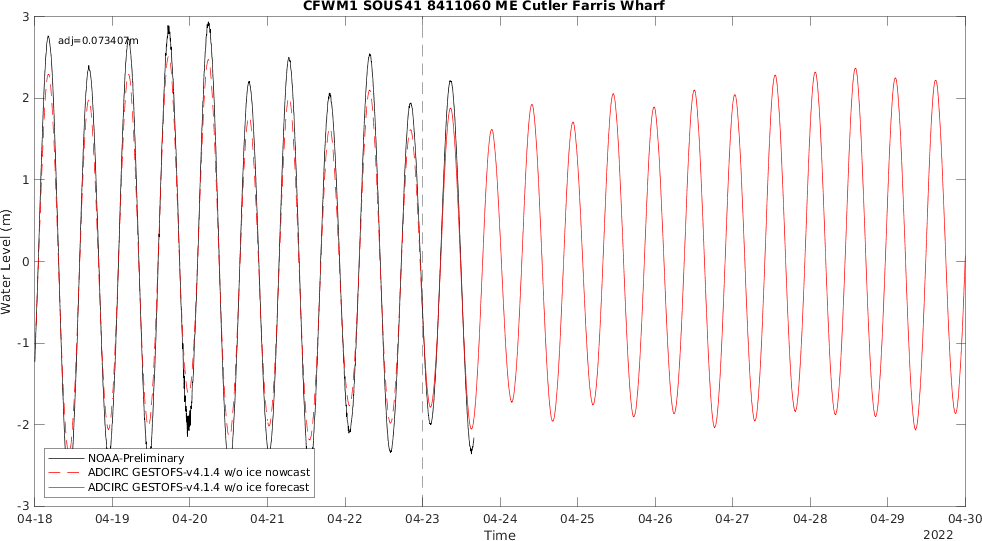 CFWM1 SOUS41 8411060 ME Cutler Farris Wharf
adj=0.073407m
3
2
1
0
-1
-2
-3
Water Level (m)
NOAA-Preliminary
ADCIRC GESTOFS-v4.1.4 w/o ice nowcast
ADCIRC GESTOFS-v4.1.4 w/o ice forecast
04-18 04-19 04-20 04-21 04-22 04-23 04-24 04-25 04-26 04-27 04-28 04-29 04-30
Time
2022